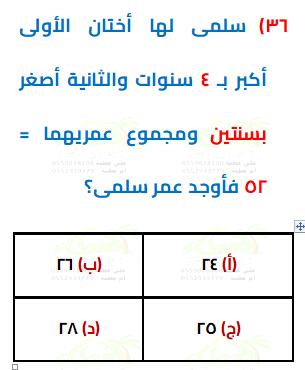 ٣٦) سلمى لها أختان الأولى
أكبر بـ ٤ سنوات والثانية أصغر
بسنتين ومجموع عمريهما =
٥٢ فأوجد عمر سلمى؟
(أ) ٢٤
(ب) ٢٦
(ج) ٢٥
(د) ٢٨